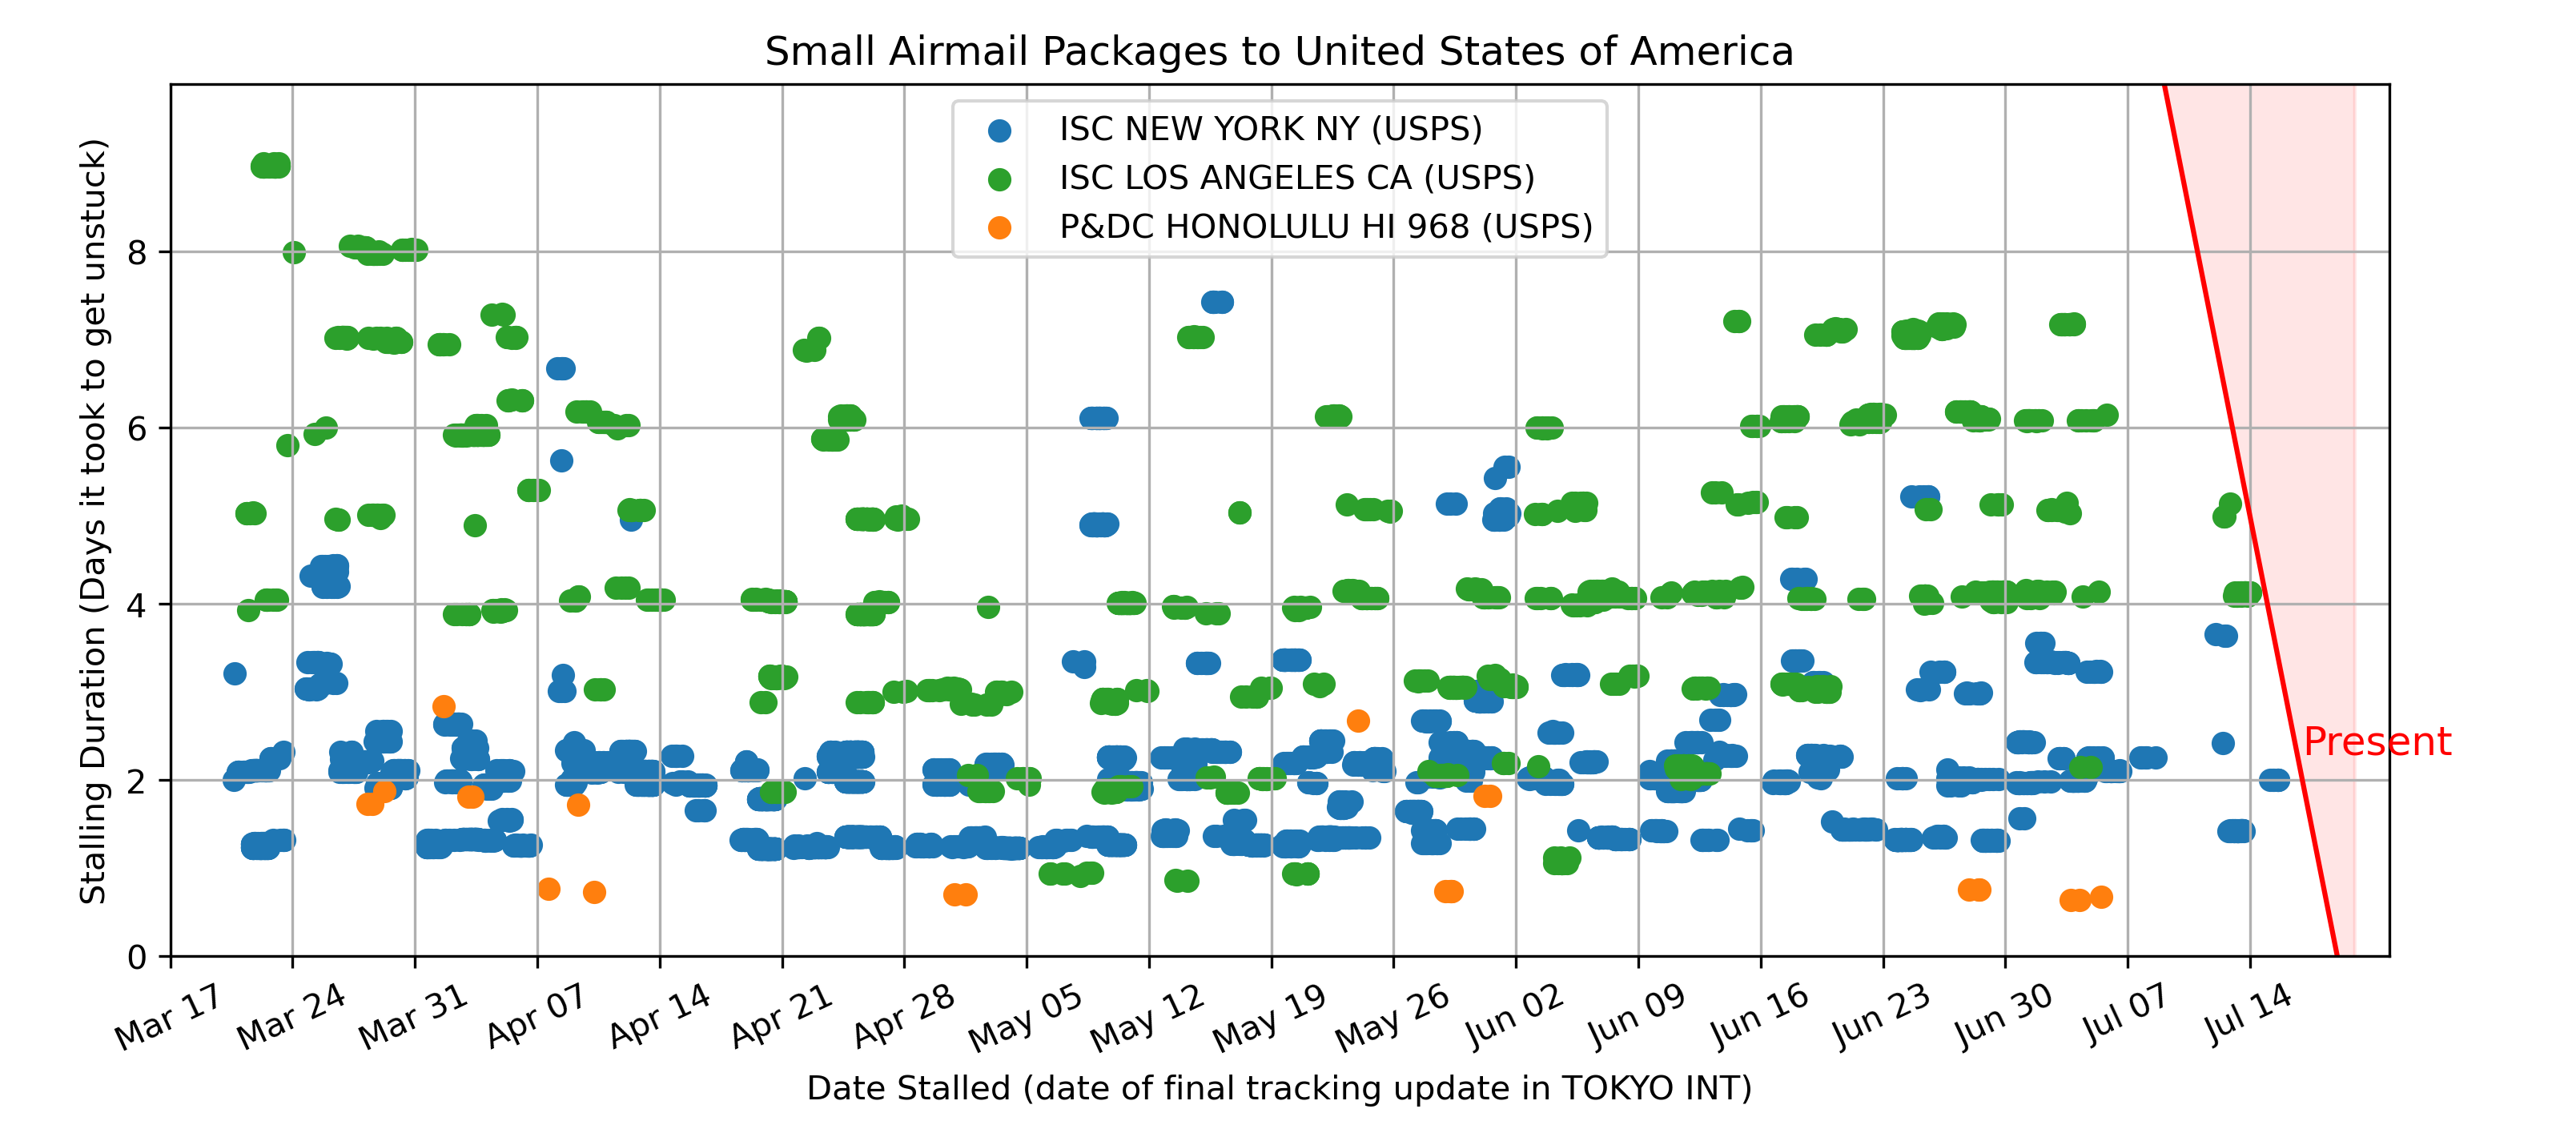 Small Airmail Packages to United States of America
ISC NEW YORK NY (USPS)
ISC LOS ANGELES CA (USPS)
P&DC HONOLULU HI 968 (USPS)
Stalling Duration (Days it took to get unstuck)
8
6
4
2
0
Present
Mar 17
Mar 24
Mar 31
Apr 07
Apr 14
Apr 21
Apr 28
May 05
May 12
May 19
May 26
Jun 02
Jun 09
Jun 16
Jun 23
Jun 30
Jul 07
Jul 14
Date Stalled (date of final tracking update in TOKYO INT)